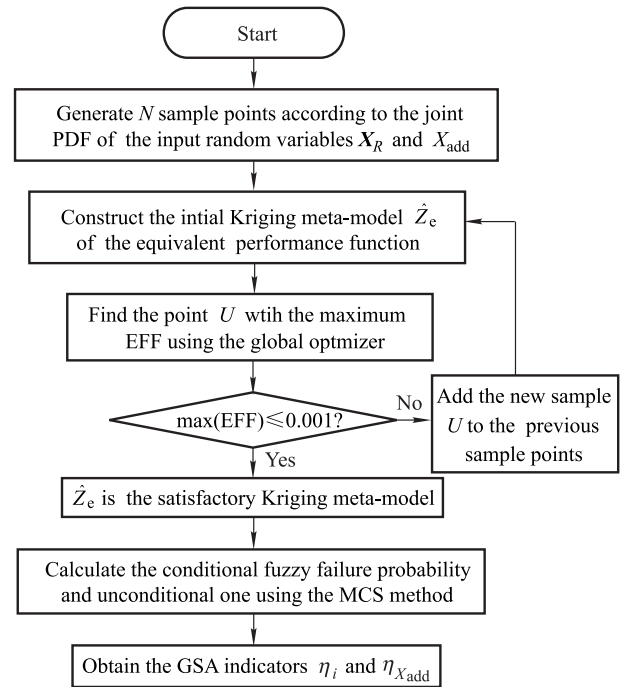 Start
Generate N sample points according to the joint
PDF of the input random variables X_R and X_add
Construct the intial Kriging meta-model Ẑ_e
of the equivalent performance function
Find the point U wtih the maximum
EFF using the global optmizer
max(EFF)≤0.001?
No
Add the new sample
U to the previous
sample points
Yes
Ẑ_e is the satisfactory Kriging meta-model
Calculate the conditional fuzzy failure probability
and unconditional one using the MCS method
Obtain the GSA indicators η_i and η_X_add